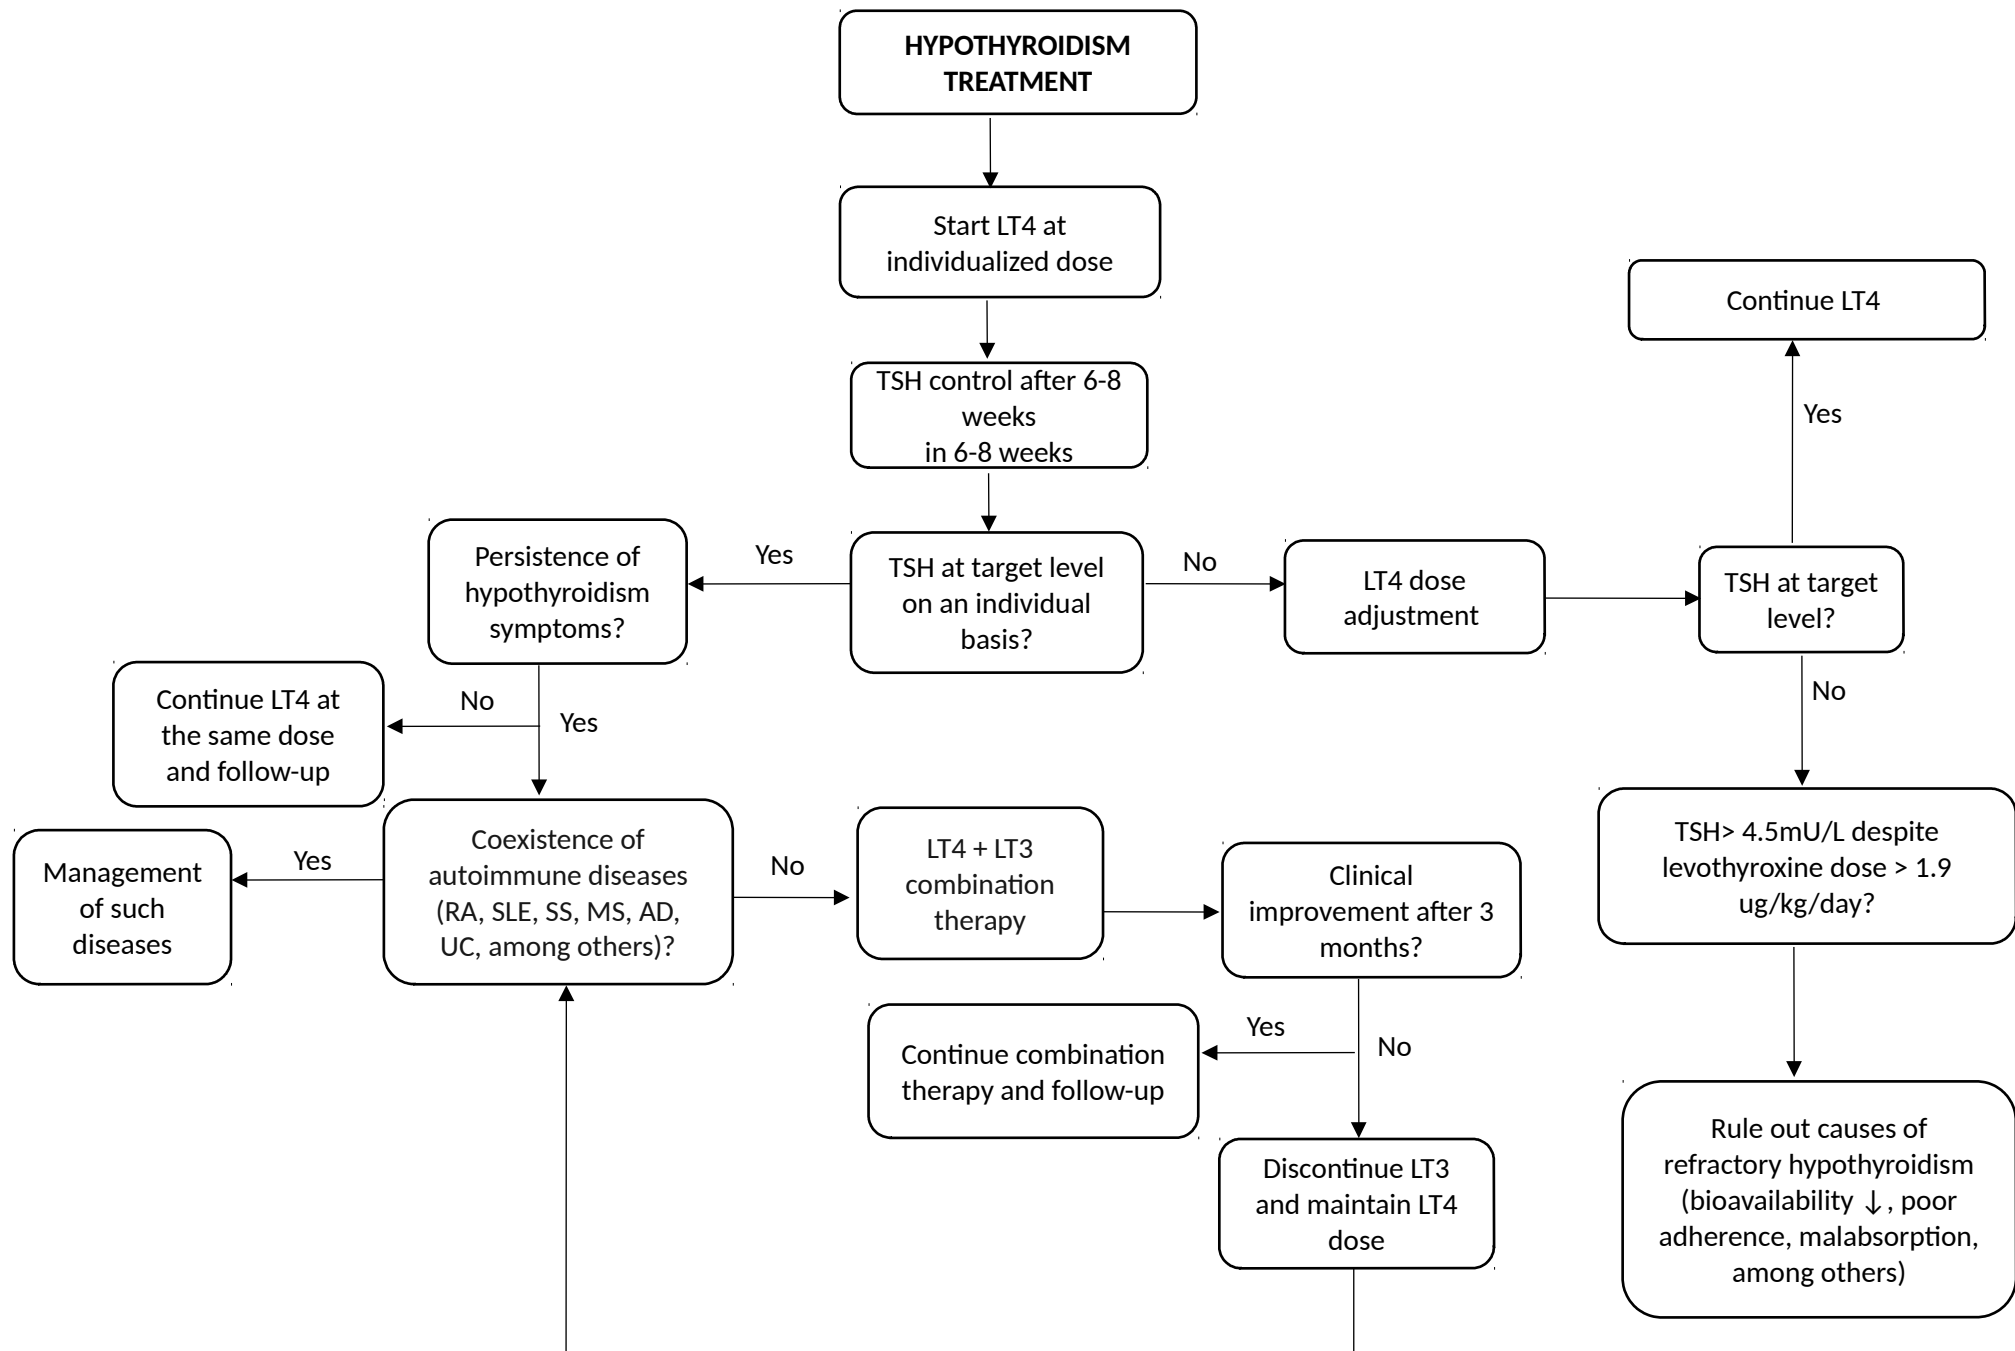 HYPOTHYROIDISM
TREATMENT
Start LT4 at
individualized dose
Continue LT4
TSH control after 6-8
weeks
in 6-8 weeks
Yes
Persistence of
hypothyroidism
symptoms?
Yes
TSH at target level
on an individual
basis?
No
LT4 dose
adjustment
TSH at target
level?
Continue LT4 at
the same dose
and follow-up
No
Yes
No
Management
of such
diseases
Yes
Coexistence of
autoimmune diseases
(RA, SLE, SS, MS, AD,
UC, among others)?
No
LT4 + LT3
combination
therapy
Clinical
improvement after 3
months?
TSH> 4.5mU/L despite
levothyroxine dose > 1.9
ug/kg/day?
Continue combination
therapy and follow-up
Yes
No
Discontinue LT3
and maintain LT4
dose
Rule out causes of
refractory hypothyroidism
(bioavailability ↓, poor
adherence, malabsorption,
among others)